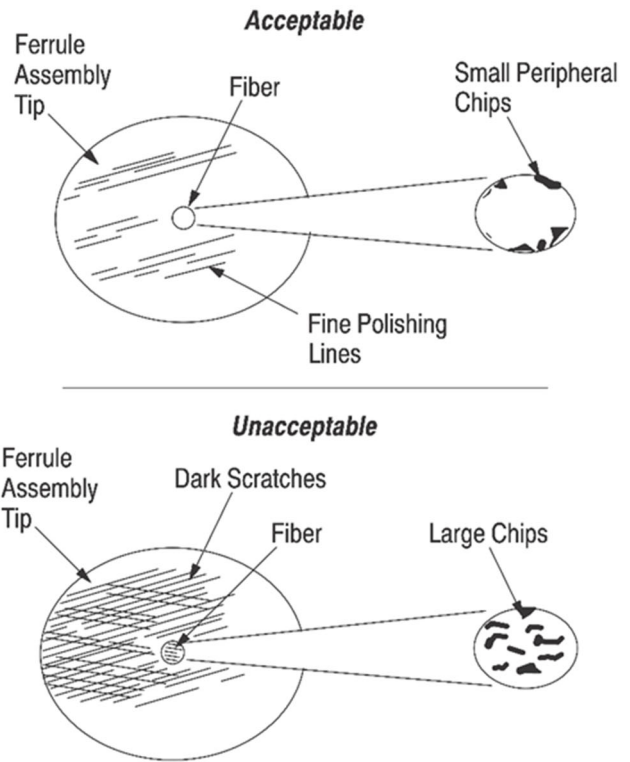 Acceptable
Ferrule
Assembly
Tip
Fiber
Small Peripheral
Chips
Fine Polishing
Lines
Unacceptable
Ferrule
Assembly
Tip
Dark Scratches
Fiber
Large Chips